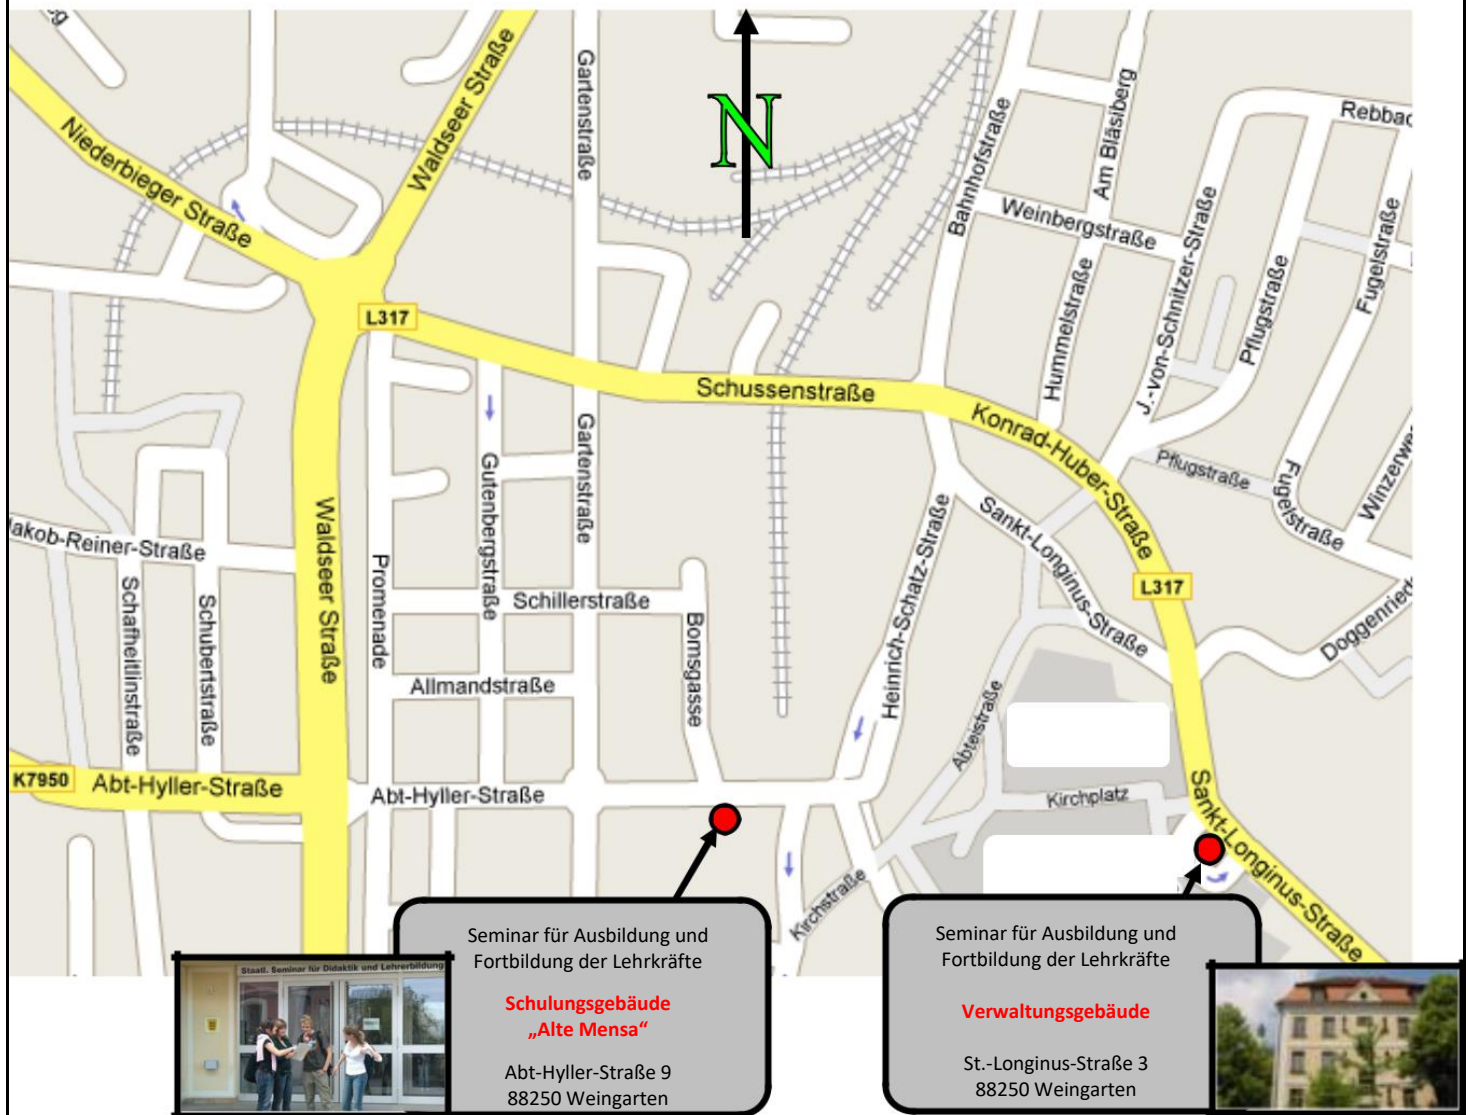 Niederbieger Straße
Waldseer Straße
Gartenstraße
N
Bahnhofstraße
Am Bläsiberg
Weinbergstraße
Hummelstraße
J.-von-Schnitzer-Straße
Pflugstraße
Fugelstraße
L317
Schussenstraße
Konrad-Huber-Straße
Pflugstraße
Fugelstraße
Gutenbergstraße
Gartenstraße
Waldseer Straße
Promenade
Jakob-Reiner-Straße
Schafheitlinstraße
Schubertstraße
Schillerstraße
Bomsgasse
Allmandstraße
Heinrich-Schatz-Straße
Sankt-Longinus-Straße
L317
Abteistraße
K7950
Abt-Hyller-Straße
Abt-Hyller-Straße
Kirchplatz
Kirchstraße
Sankt-Longinus-Straße
Staatl. Seminar für Didaktik und Lehrerbildung
Seminar für Ausbildung und
Fortbildung der Lehrkräfte
Schulungsgebäude
„Alte Mensa“
Abt-Hyller-Straße 9
88250 Weingarten
Seminar für Ausbildung und
Fortbildung der Lehrkräfte
Verwaltungsgebäude
St.-Longinus-Straße 3
88250 Weingarten